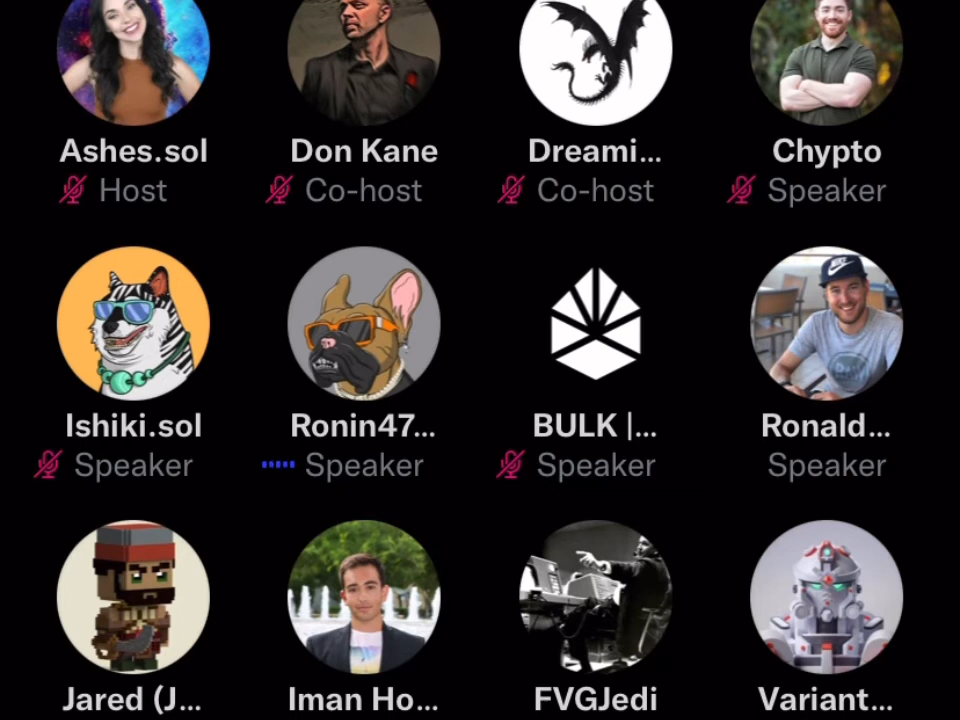 Ashes.sol Don Kane Dreami... Chypto
Host Co-host Co-host Speaker
Ishiki.sol Ronin47... BULK |... Ronald...
Speaker Speaker Speaker Speaker
Jared (J... Iman Ho... FVGJedi Variant...